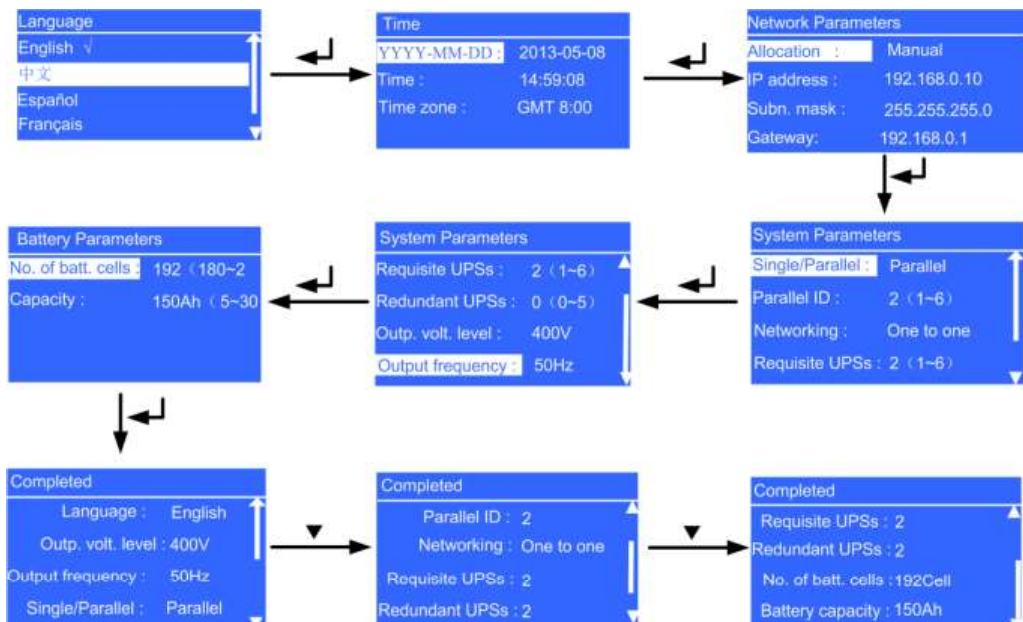 Language
English √
中文
Español
Français
Time
YYYY-MM-DD : 2013-05-08
Time : 14:59:08
Time zone : GMT 8:00
Network Parameters
Allocation : Manual
IP address : 192.168.0.10
Subn. mask : 255.255.255.0
Gateway: 192.168.0.1
Battery Parameters
No. of batt. cells : 192（180~2
Capacity : 150Ah（5~30
System Parameters
Requisite UPSs : 2（1~6）
Redundant UPSs : 0（0~5）
Outp. volt. level : 400V
Output frequency : 50Hz
System Parameters
Single/Parallel : Parallel
Parallel ID : 2（1~6）
Networking : One to one
Requisite UPSs : 2（1~6）
Completed
Language : English
Outp. volt. level : 400V
Output frequency : 50Hz
Single/Parallel : Parallel
Completed
Parallel ID : 2
Networking : One to one
Requisite UPSs : 2
Redundant UPSs : 2
Completed
Requisite UPSs : 2
Redundant UPSs : 2
No. of batt. cells :192Cell
Battery capacity : 150Ah